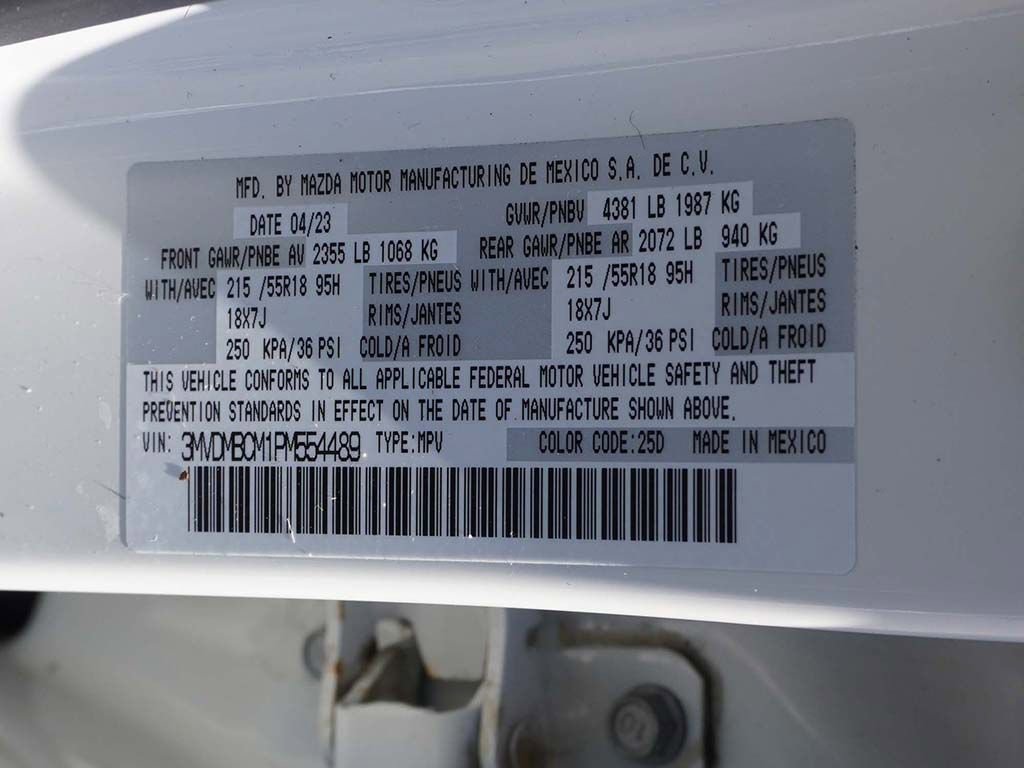 MFD. BY MAZDA MOTOR MANUFACTURING DE MEXICO S.A. DE C.V.
DATE 04/23 GVWR/PNBV 4381 LB 1987 KG
FRONT GAWR/PNBE AV 2355 LB 1068 KG REAR GAWR/PNBE AR 2072 LB 940 KG
WITH/AVEC 215 /55R18 95H TIRES/PNEUS WITH/AVEC 215 /55R18 95H TIRES/PNEUS
18X7J RIMS/JANTES 18X7J RIMS/JANTES
250 KPA/36 PSI COLD/A FROID 250 KPA/36 PSI COLD/A FROID
THIS VEHICLE CONFORMS TO ALL APPLICABLE FEDERAL MOTOR VEHICLE SAFETY AND THEFT
PREVENTION STANDARDS IN EFFECT ON THE DATE OF MANUFACTURE SHOWN ABOVE.
VIN: 3MVDMBCM1PM554489 TYPE:MPV COLOR CODE:25D MADE IN MEXICO